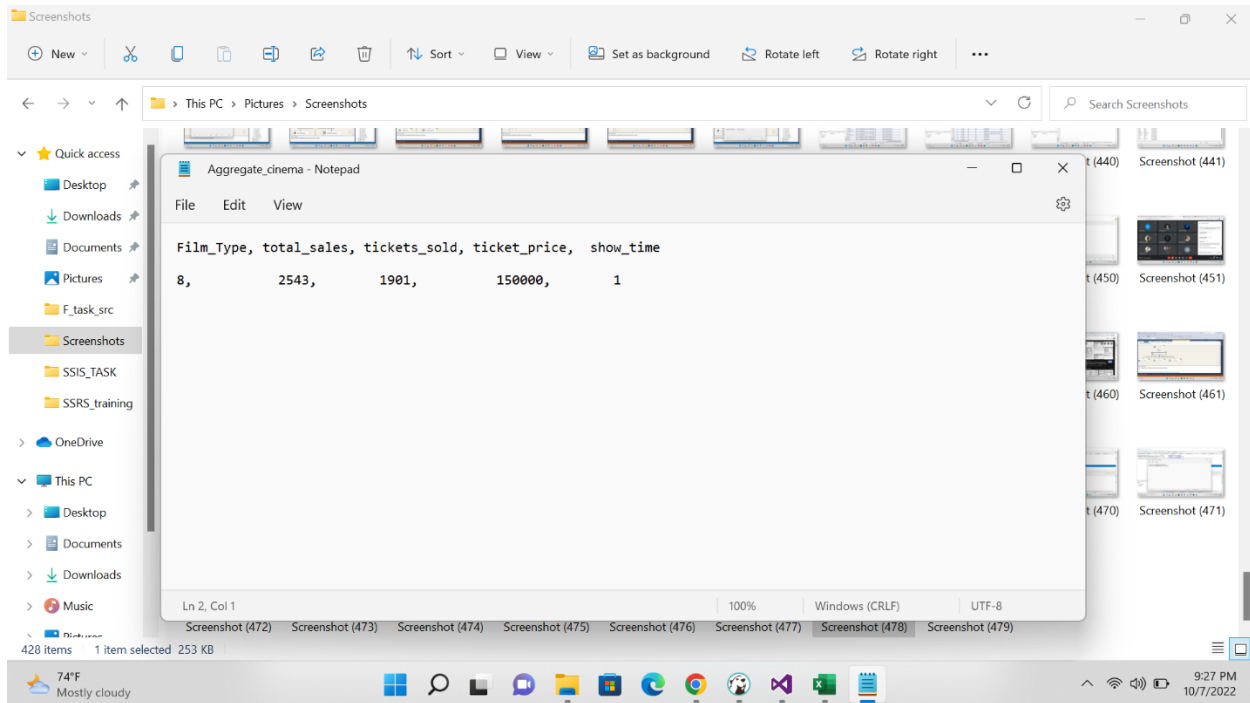 Screenshots
New
Sort
View
Set as background
Rotate left
Rotate right
This PC > Pictures > Screenshots
Search Screenshots
Quick access
Desktop
Downloads
Documents
Pictures
F_task_src
Screenshots
SSIS_TASK
SSRS_training
OneDrive
This PC
Desktop
Documents
Downloads
Music
Aggregate_cinema - Notepad
File Edit View
Film_Type, total_sales, tickets_sold, ticket_price, show_time
8, 2543, 1901, 150000, 1
Ln 2, Col 1 100% Windows (CRLF) UTF-8
t (440) Screenshot (441)
t (450) Screenshot (451)
t (460) Screenshot (461)
t (470) Screenshot (471)
Screenshot (472) Screenshot (473) Screenshot (474) Screenshot (475) Screenshot (476) Screenshot (477) Screenshot (478) Screenshot (479)
428 items 1 item selected 253 KB
74°F
Mostly cloudy
9:27 PM
10/7/2022